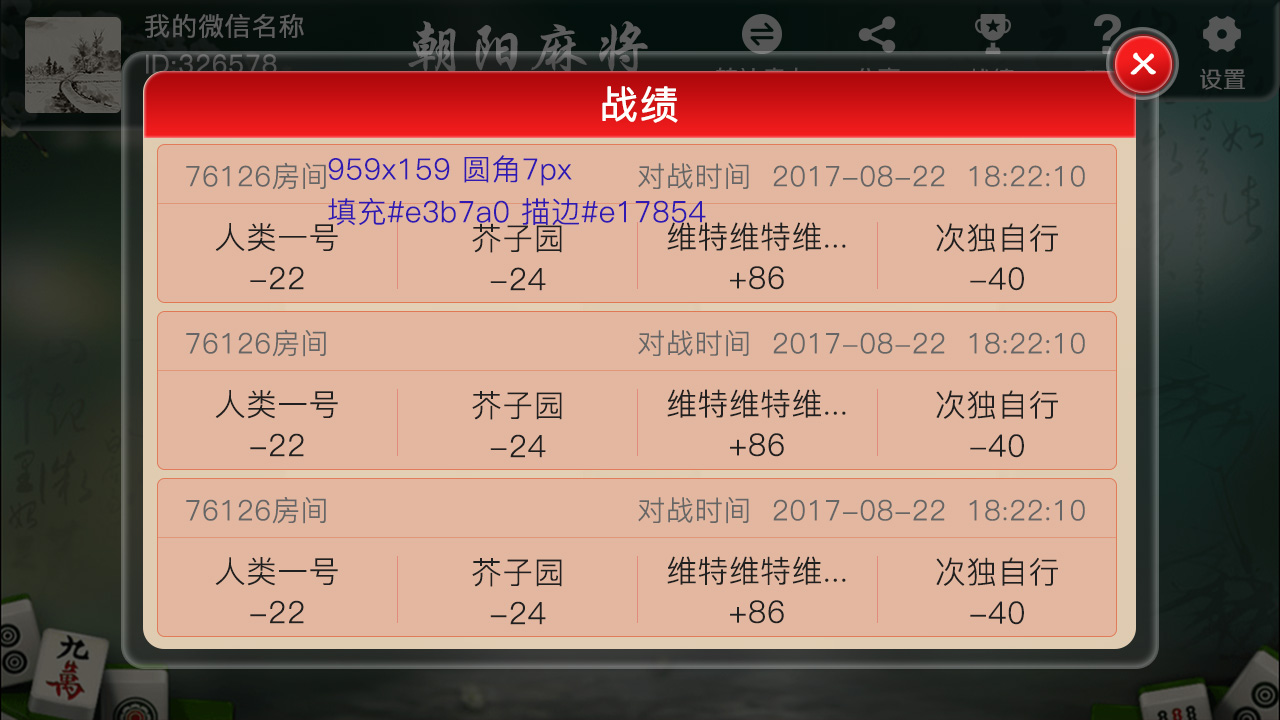 我的微信名称
ID:326578
朝阳麻将
设置
战绩
76126房间 对战时间 2017-08-22 18:22:10
959x159 圆角7px
填充#e3b7a0 描边#e17854
人类一号 芥子园 维特维特维... 次独自行
-22 -24 +86 -40
76126房间 对战时间 2017-08-22 18:22:10
人类一号 芥子园 维特维特维... 次独自行
-22 -24 +86 -40
76126房间 对战时间 2017-08-22 18:22:10
人类一号 芥子园 维特维特维... 次独自行
-22 -24 +86 -40
九
萬